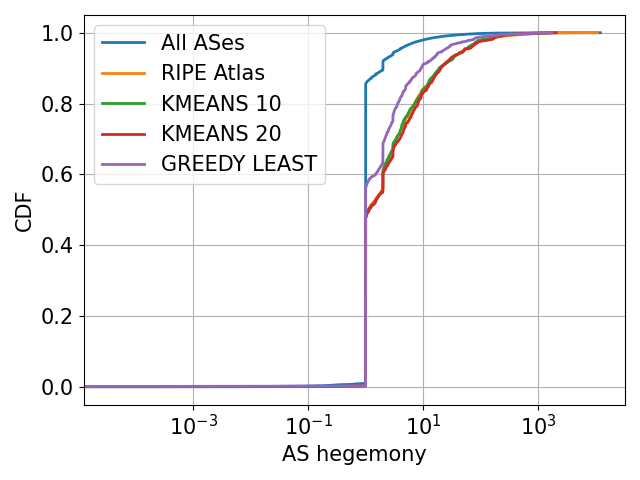 All ASes
RIPE Atlas
KMEANS 10
KMEANS 20
GREEDY LEAST
1.0
0.8
0.6
0.4
0.2
0.0
CDF
10⁻³
10⁻¹
10¹
10³
AS hegemony